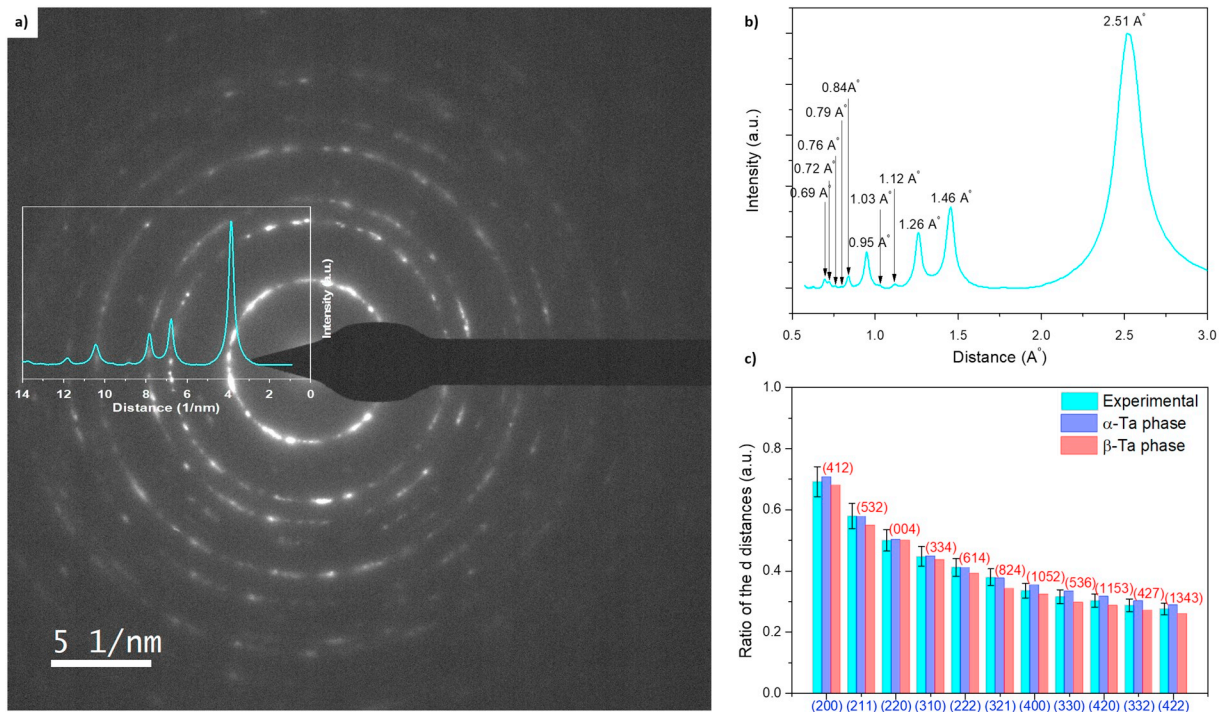 a)
Intensity (a.u.)
14 12 10 8 6 4 2 0
Distance (1/nm)
5 1/nm
b)
2.51 A°
0.84A°
0.79 A°
0.76 A°
0.72 A°
0.69 A°
1.12 A°
1.03 A°
1.46 A°
1.26 A°
0.95 A°
Intensity (a.u.)
0.5 1.0 1.5 2.0 2.5 3.0
Distance (A°)
c)
1.0
0.8
0.6
0.4
0.2
0.0
Ratio of the d distances (a.u.)
Experimental
α-Ta phase
β-Ta phase
(412)
(532)
(004)
(334)
(614)
(824)
(1052)
(536)
(1153)
(427)
(1343)
(200) (211) (220) (310) (222) (321) (400) (330) (420) (332) (422)